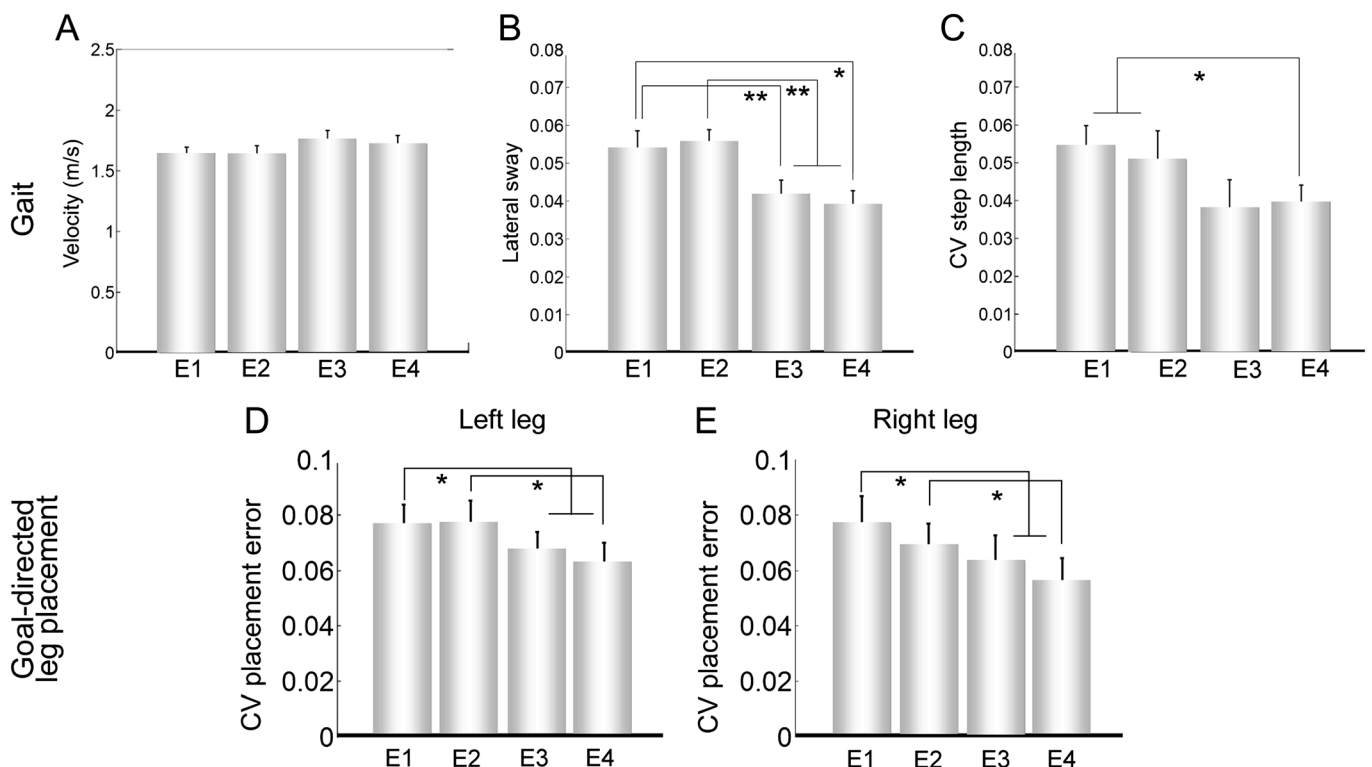 Gait
A
Velocity (m/s)
2.5
2
1.5
1
0.5
0
E1 E2 E3 E4
B
Lateral sway
0.08
0.07
0.06
0.05
0.04
0.03
0.02
0.01
0
* ** **
E1 E2 E3 E4
C
CV step length
0.08
0.07
0.06
0.05
0.04
0.03
0.02
0.01
0
*
E1 E2 E3 E4
Goal-directed
leg placement
D
Left leg
CV placement error
0.1
0.08
0.06
0.04
0.02
0
* *
E1 E2 E3 E4
E
Right leg
CV placement error
0.1
0.08
0.06
0.04
0.02
0
* *
E1 E2 E3 E4